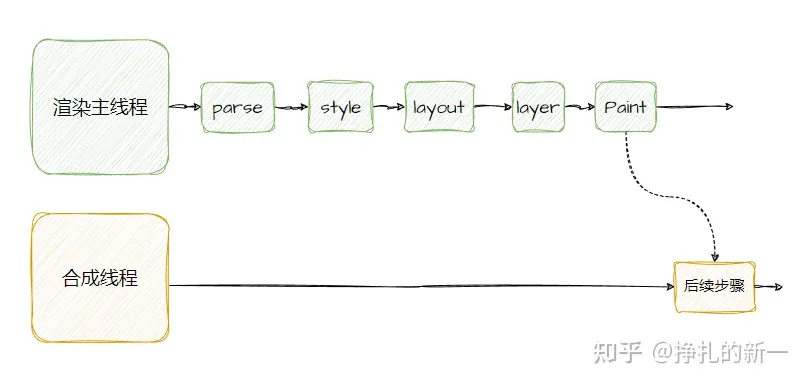 渲染主线程
parse
style
layout
layer
Paint
合成线程
后续步骤
知乎 @挣扎的新一